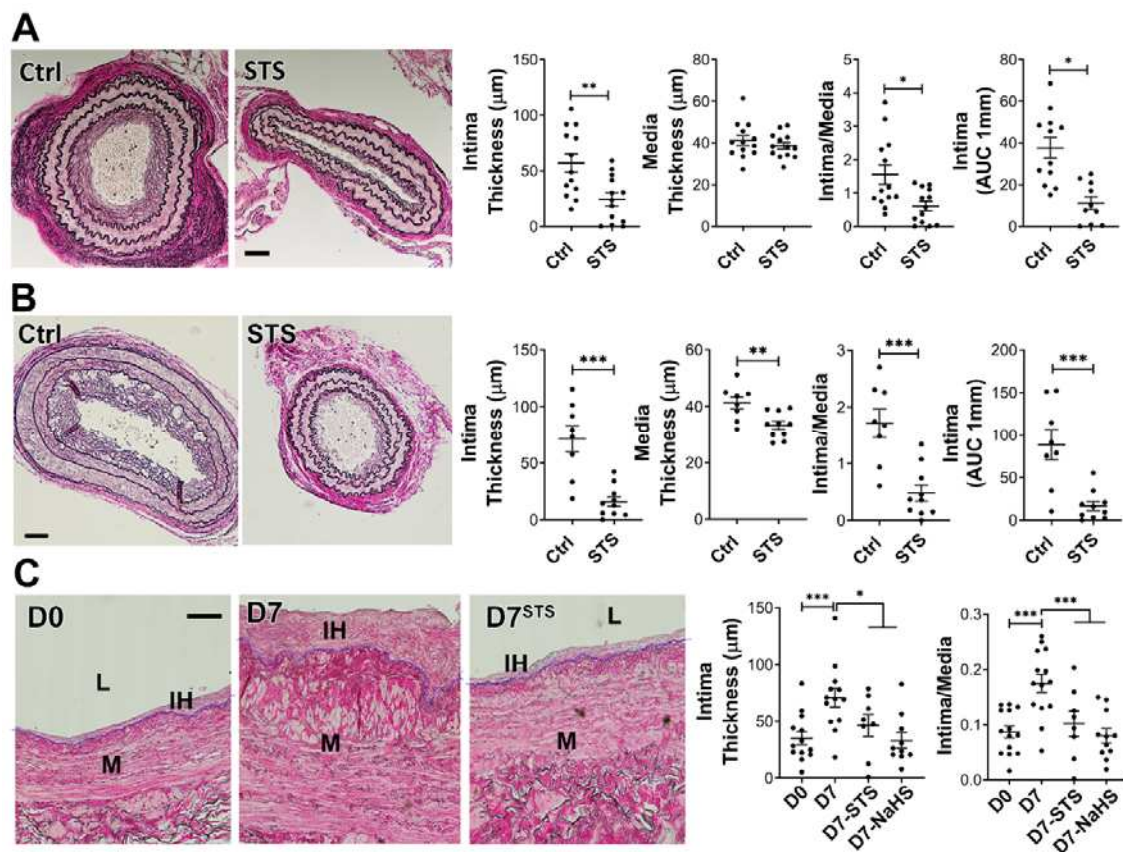 A
Ctrl
STS
Intima
Thickness (μm)
150
100
50
0
**
Ctrl
STS
Media
Thickness (μm)
80
60
40
20
0
Ctrl
STS
Intima/Media
5
4
3
2
1
0
*
Ctrl
STS
Intima
(AUC 1mm)
80
60
40
20
0
*
Ctrl
STS
B
Ctrl
STS
Intima
Thickness (μm)
150
100
50
0
***
Ctrl
STS
Media
Thickness (μm)
60
40
20
0
**
Ctrl
STS
Intima/Media
3
2
1
0
***
Ctrl
STS
Intima
(AUC 1mm)
200
150
100
50
0
***
Ctrl
STS
C
D0
L
IH
M
D7
IH
M
D7STS
L
IH
M
Intima
Thickness (μm)
150
100
50
0
***
*
D0
D7
D7-STS
D7-NaHS
Intima/Media
0.3
0.2
0.1
0.0
***
***
D0
D7
D7-STS
D7-NaHS